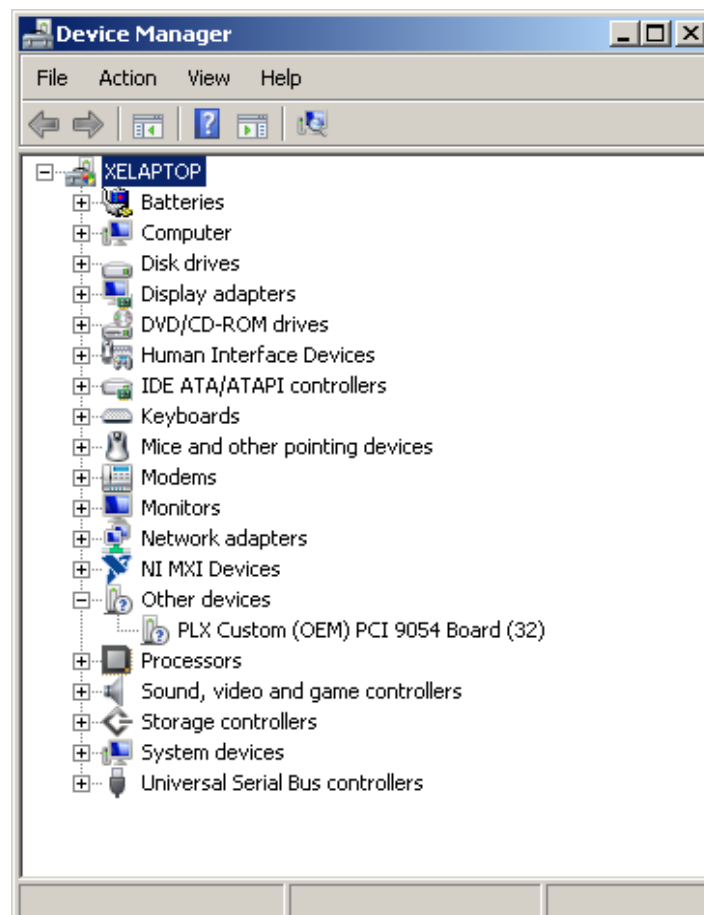 Device Manager
File Action View Help
XELAPTOP
Batteries
Computer
Disk drives
Display adapters
DVD/CD-ROM drives
Human Interface Devices
IDE ATA/ATAPI controllers
Keyboards
Mice and other pointing devices
Modems
Monitors
Network adapters
NI MXI Devices
Other devices
PLX Custom (OEM) PCI 9054 Board (32)
Processors
Sound, video and game controllers
Storage controllers
System devices
Universal Serial Bus controllers